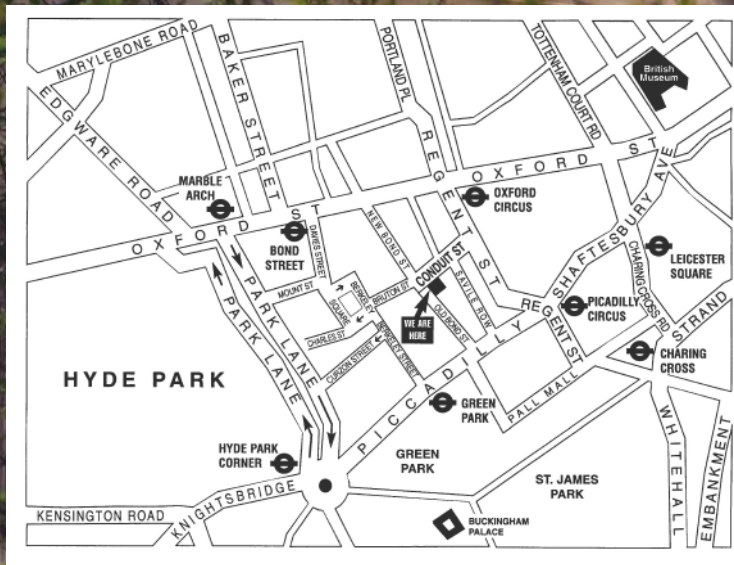 MARYLEBONE ROAD
BAKER STREET
PORTLAND PL
TOTTENHAM COURT RD
British
Museum
EDGWARE ROAD
REGENT ST
OXFORD ST
MARBLE
ARCH
OXFORD
CIRCUS
SHAFTESBURY AVE
OXFORD ST
BOND
STREET
DAVIES STREET
NEW BOND ST
CONDUIT ST
LEICESTER
SQUARE
CHARING CROSS RD
MOUNT ST
BERKELEY
SQUARE
BRUTON ST
SAVILE ROW
OLD BOND ST
WE ARE
HERE
REGENT ST
PICADILLY
CIRCUS
STRAND
PARK LANE
PARK LANE
CHARLES ST
CURZON STREET
BERKELEY STREET
PICCADILLY
CHARING
CROSS
HYDE PARK
PALL MALL
GREEN
PARK
HYDE PARK
CORNER
GREEN
PARK
ST. JAMES
PARK
WHITEHALL
EMBANKMENT
KNIGHTSBRIDGE
KENSINGTON ROAD
BUCKINGHAM
PALACE